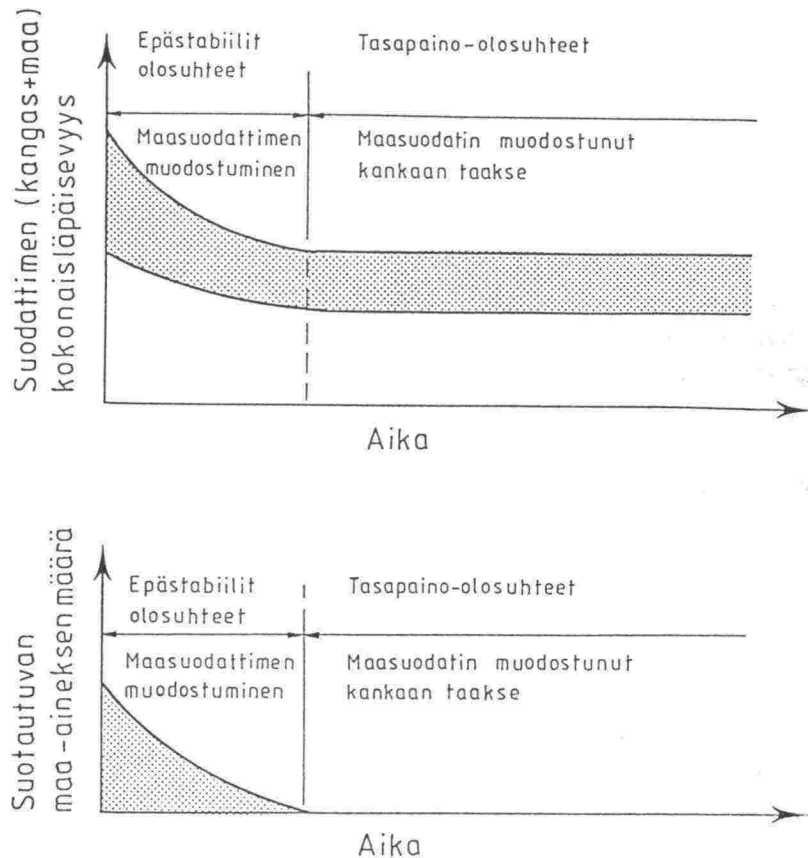 Suodattimen (kangas+maa)
kokonaisläpäisevyys
Epästabiilit
olosuhteet
Tasapaino-olosuhteet
Maasuodattimen
muodostuminen
Maasuodatin muodostunut
kankaan taakse
Aika
Suotautuvan
maa-aineksen määrä
Epästabiilit
olosuhteet
Tasapaino-olosuhteet
Maasuodattimen
muodostuminen
Maasuodatin muodostunut
kankaan taakse
Aika